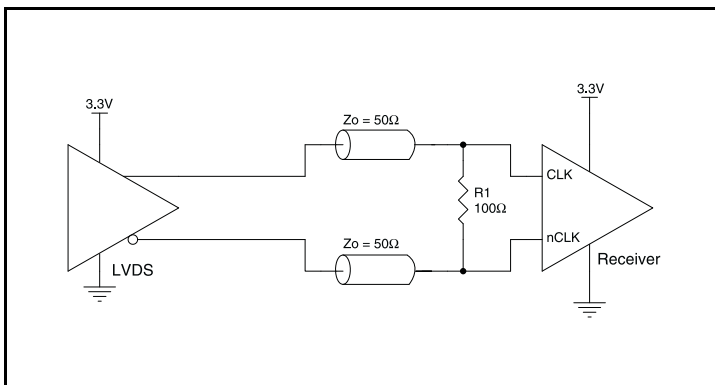 3.3V
3.3V
Zo = 50Ω
CLK
R1
100Ω
nCLK
Zo = 50Ω
LVDS
Receiver